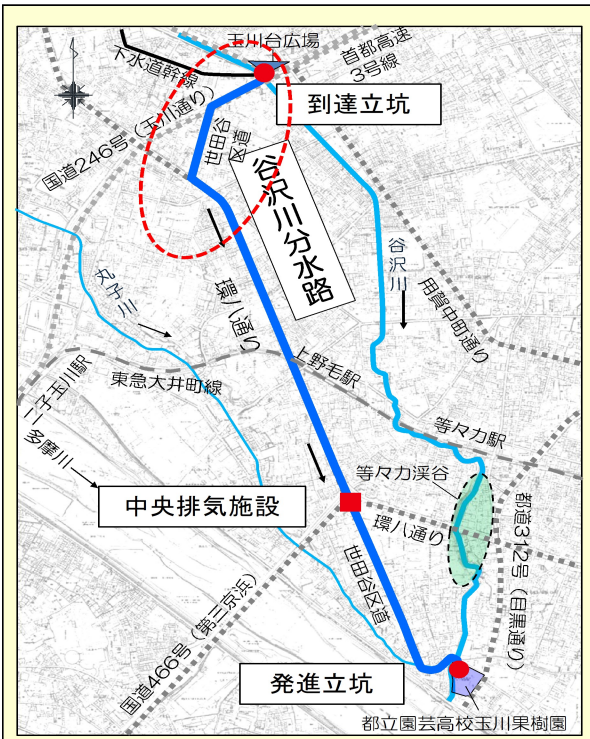 玉川台広場
下水道幹線
首都高速
3号線
到達立坑
国道246号（玉川通り）
世田谷
区道
谷沢川分水路
谷沢川
丸子川
環八通り
用賀中町通り
上野毛駅
東急大井町線
二子玉川駅
等々力駅
多摩川
等々力渓谷
中央排気施設
環八通り
都道312号（目黒通り）
世田谷区道
国道466号（第三京浜）
発進立坑
都立園芸高校玉川果樹園